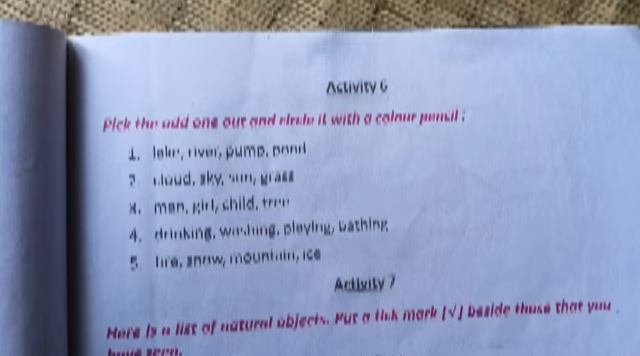 Activity 6
Pick the odd one out and circle it with a colour pencil :
1. lake, river, pump, pond
2. cloud, sky, sun, grass
3. man, girl, child, tree
4. drinking, washing, playing, bathing
5. fire, snow, mountain, ice
Activity 7
Here is a list of natural objects. Put a tick mark [√] beside those that you
have seen.